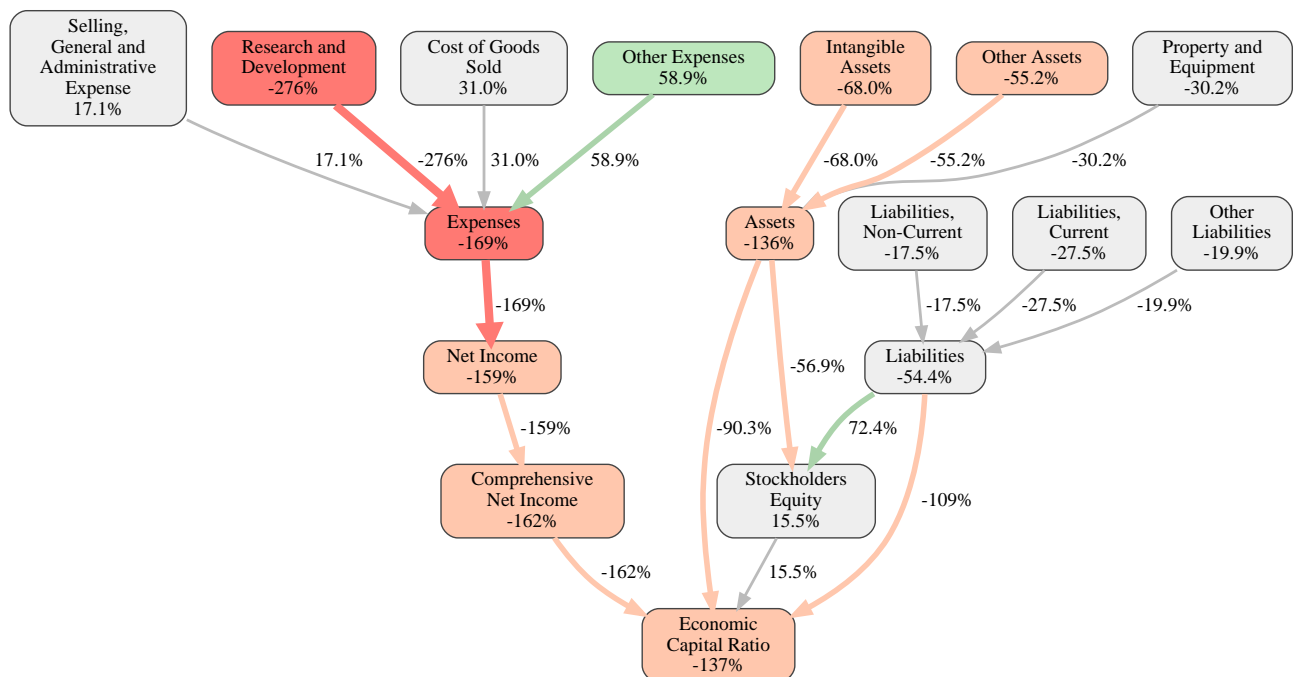 Selling,
General and
Administrative
Expense
17.1%
Research and
Development
-276%
Cost of Goods
Sold
31.0%
Other Expenses
58.9%
Intangible
Assets
-68.0%
Other Assets
-55.2%
Property and
Equipment
-30.2%
17.1%
-276%
31.0%
58.9%
-68.0%
-55.2%
-30.2%
Expenses
-169%
Assets
-136%
Liabilities,
Non-Current
-17.5%
Liabilities,
Current
-27.5%
Other
Liabilities
-19.9%
-169%
-17.5%
-27.5%
-19.9%
Net Income
-159%
-56.9%
Liabilities
-54.4%
-159%
-90.3%
72.4%
Comprehensive
Net Income
-162%
Stockholders
Equity
15.5%
-109%
-162%
15.5%
Economic
Capital Ratio
-137%